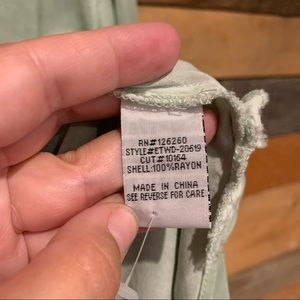 RN#126260
STYLE#ETWD-20619
CUT#10164
SHELL:100%RAYON
MADE IN CHINA
SEE REVERSE FOR CARE